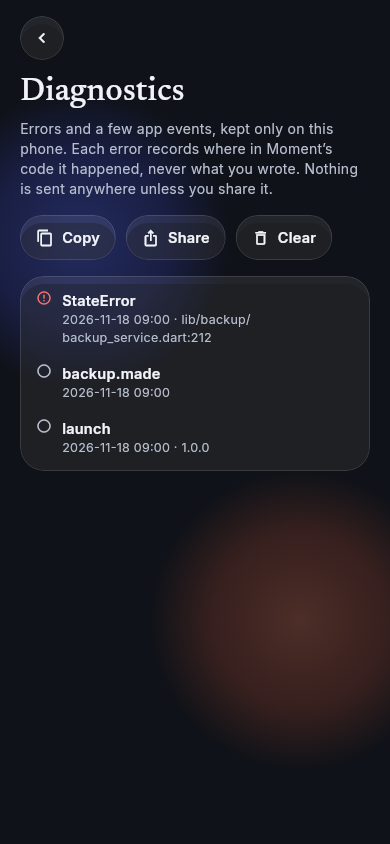 Diagnostics
Errors and a few app events, kept only on this
phone. Each error records where in Moment’s
code it happened, never what you wrote. Nothing
is sent anywhere unless you share it.
Copy
Share
Clear
StateError
2026-11-18 09:00 · lib/backup/
backup_service.dart:212
backup.made
2026-11-18 09:00
launch
2026-11-18 09:00 · 1.0.0